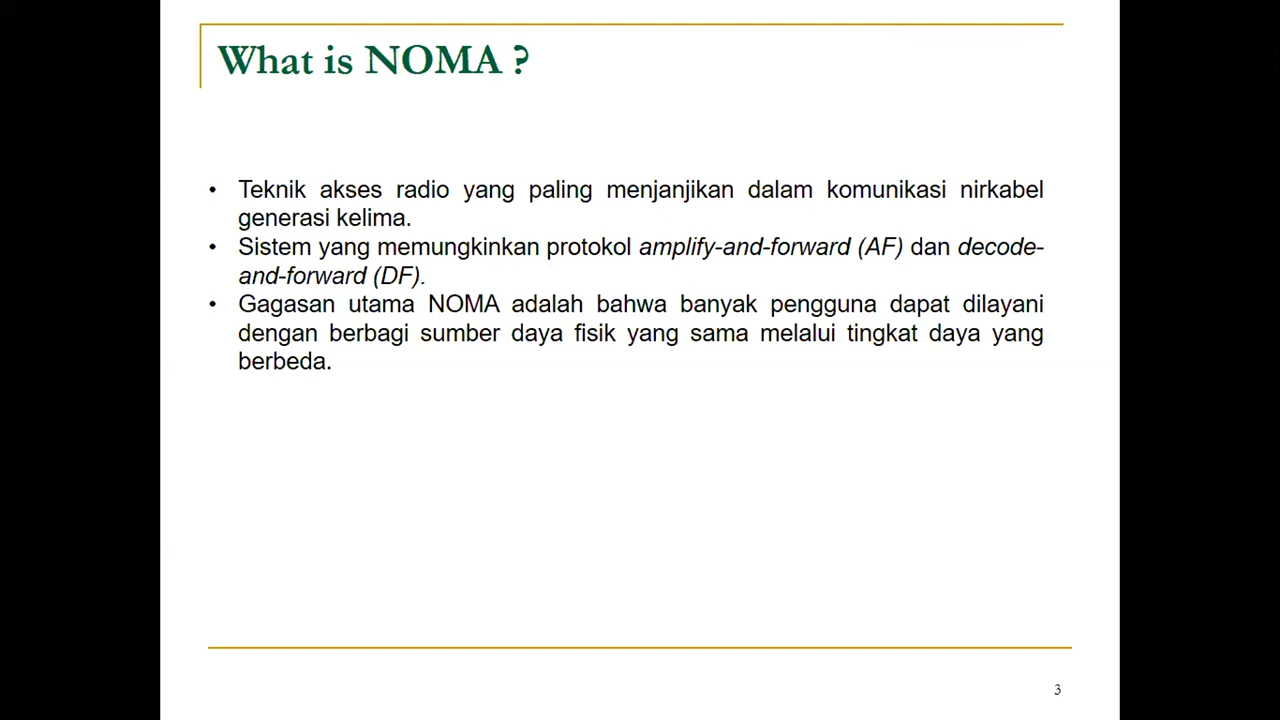 What is NOMA ?
• Teknik akses radio yang paling menjanjikan dalam komunikasi nirkabel
generasi kelima.
• Sistem yang memungkinkan protokol amplify-and-forward (AF) dan decode-
and-forward (DF).
• Gagasan utama NOMA adalah bahwa banyak pengguna dapat dilayani
dengan berbagi sumber daya fisik yang sama melalui tingkat daya yang
berbeda.
3